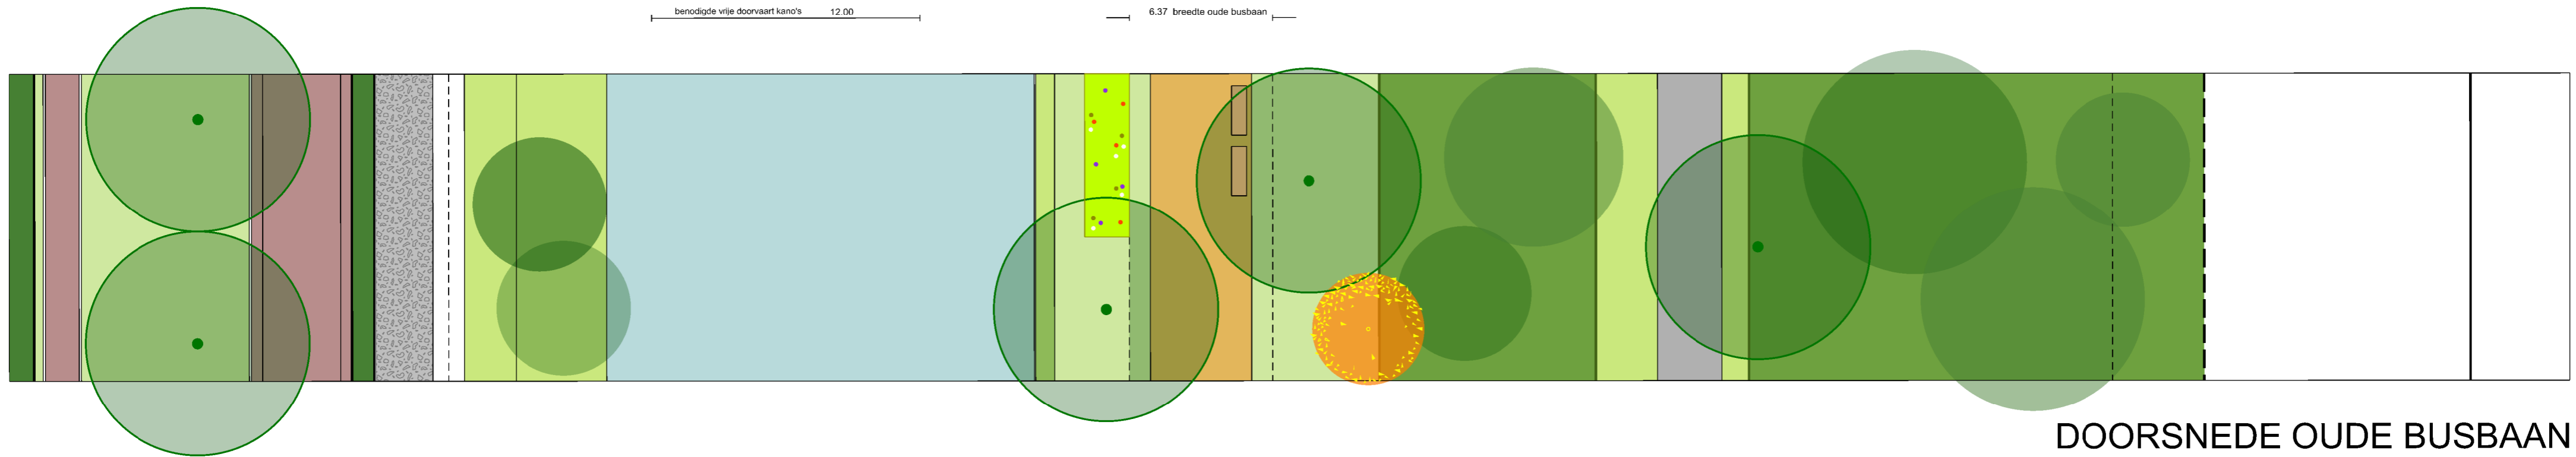 benodigde vrije doorvaart kano's 12.00
6.37 breedte oude busbaan
DOORSNEDE OUDE BUSBAAN